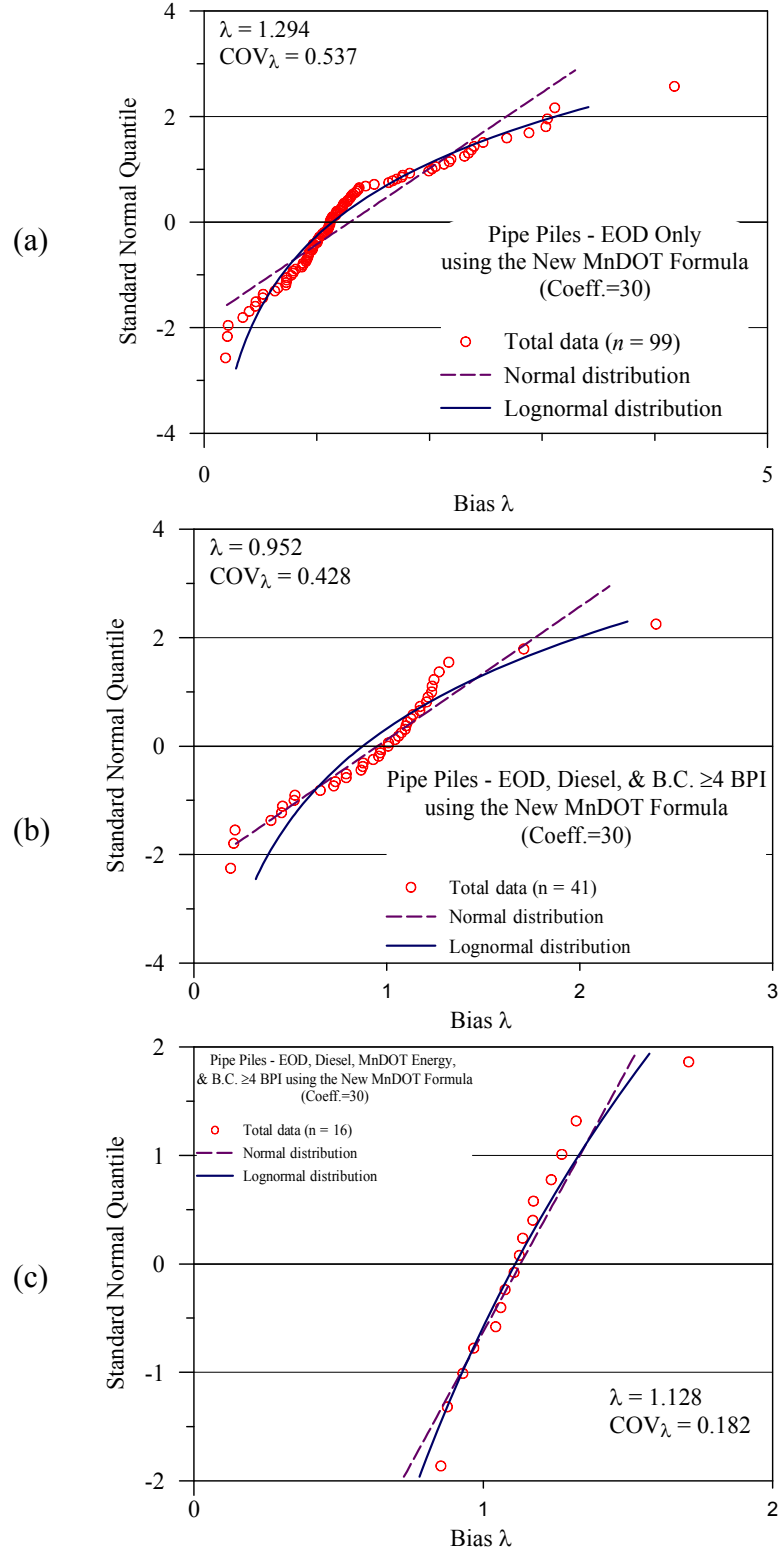 (a)
4
2
0
-2
-4
Standard Normal Quantile
λ = 1.294
COVλ = 0.537
Pipe Piles - EOD Only
using the New MnDOT Formula
(Coeff.=30)
Total data (n = 99)
Normal distribution
Lognormal distribution
0
5
Bias λ
(b)
4
2
0
-2
-4
Standard Normal Quantile
λ = 0.952
COVλ = 0.428
Pipe Piles - EOD, Diesel, & B.C. ≥4 BPI
using the New MnDOT Formula
(Coeff.=30)
Total data (n = 41)
Normal distribution
Lognormal distribution
0
1
2
3
Bias λ
(c)
2
1
0
-1
-2
Standard Normal Quantile
Pipe Piles - EOD, Diesel, MnDOT Energy,
& B.C. ≥4 BPI using the New MnDOT Formula
(Coeff.=30)
Total data (n = 16)
Normal distribution
Lognormal distribution
λ = 1.128
COVλ = 0.182
0
1
2
Bias λ